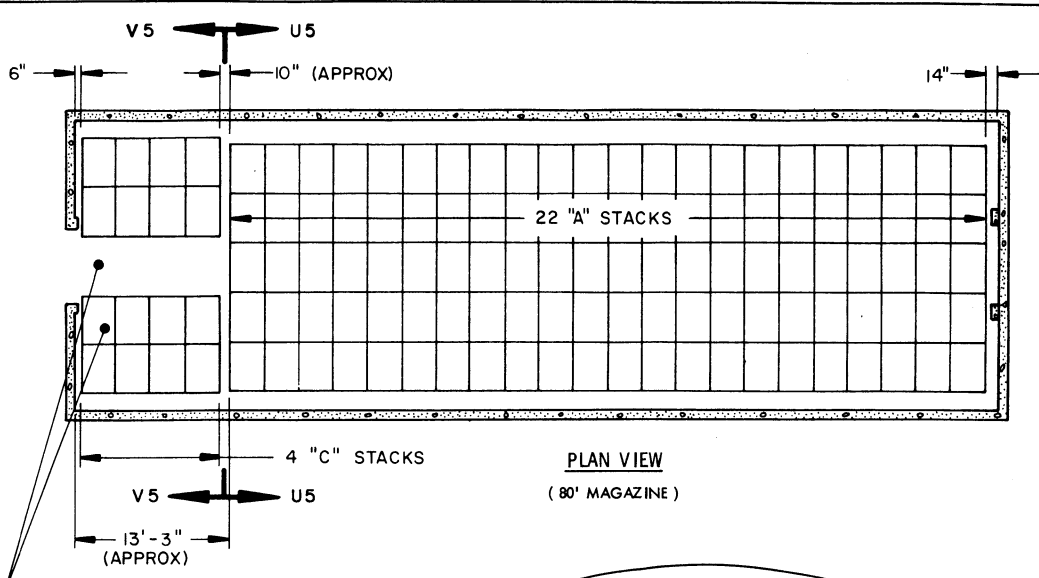 V5 U5
6" 10" (APPROX) 14"
22 "A" STACKS
4 "C" STACKS
PLAN VIEW
(80' MAGAZINE)
V5 U5
13'-3"
(APPROX)